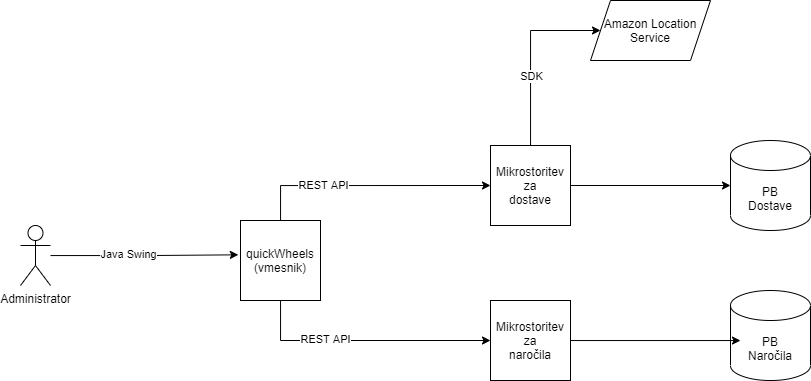 Amazon Location
Service
SDK
Mikrostoritev
za
dostave
REST API
PB
Dostave
Java Swing
quickWheels
(vmesnik)
Administrator
REST API
Mikrostoritev
za
naročila
PB
Naročila